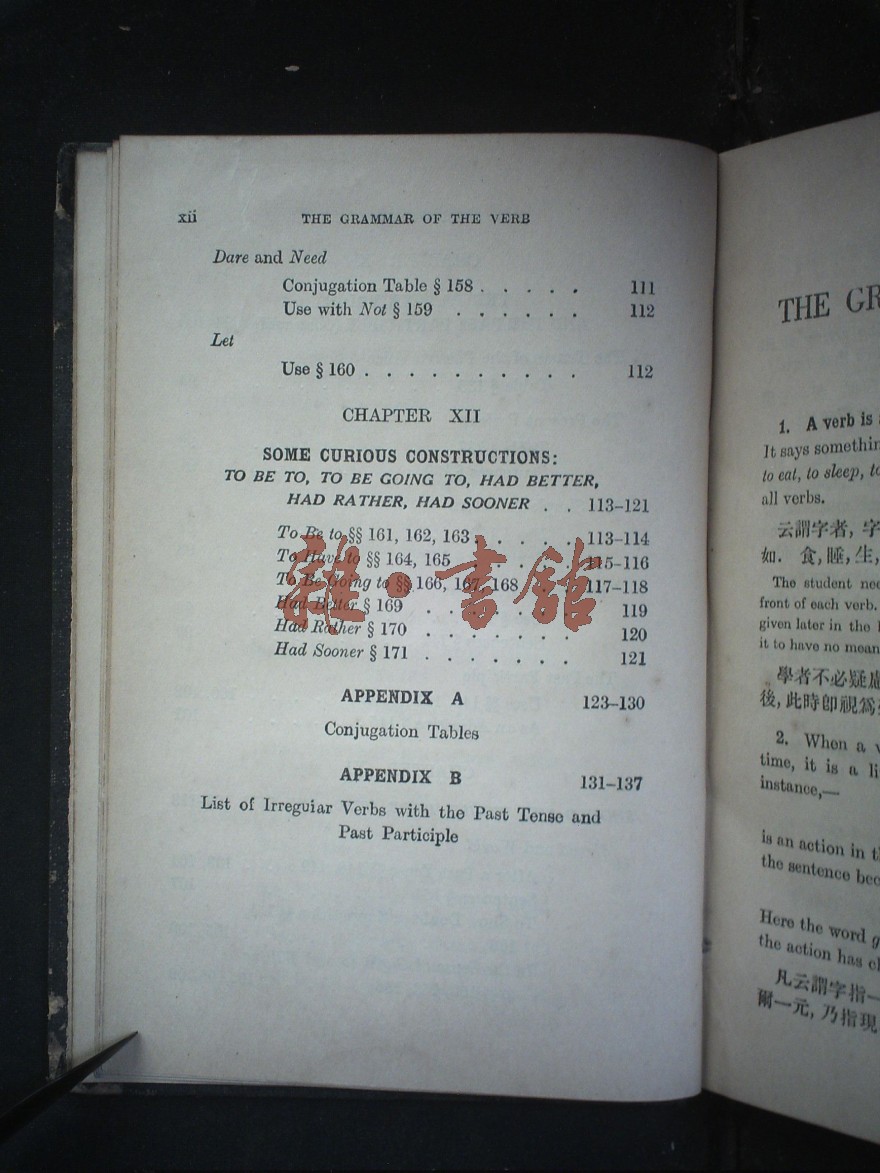 xii THE GRAMMAR OF THE VERB
Dare and Need
Conjugation Table § 158 . . . . . 111
Use with Not § 159 . . . . . . 112
Let
Use § 160 . . . . . . . . . . 112
CHAPTER XII
SOME CURIOUS CONSTRUCTIONS:
TO BE TO, TO BE GOING TO, HAD BETTER,
HAD RATHER, HAD SOONER . . 113–121
To Be to §§ 161, 162, 163 . . . . . 113–114
To Have to §§ 164, 165 . . . . . . 115–116
To Be Going to §§ 166, 167, 168 . . . 117–118
Had Better § 169 . . . . . . . 119
Had Rather § 170 . . . . . . . 120
Had Sooner § 171 . . . . . . . 121
APPENDIX A 123–130
Conjugation Tables
APPENDIX B 131–137
List of Irreguiar Verbs with the Past Tense and
Past Participle
雜·書館
THE GR
1. A verb is
It says somethin
to eat, to sleep, to
all verbs.
云謂字者, 字
如. 食, 睡, 生,
The student nee
front of each verb.
given later in the
it to have no mean
學者不必疑慮
後, 此時卽視爲
2. When a v
time, it is a li
instance,—
is an action in th
the sentence bec
Here the word g
the action has c
凡云謂字指一
爾一元, 乃指現